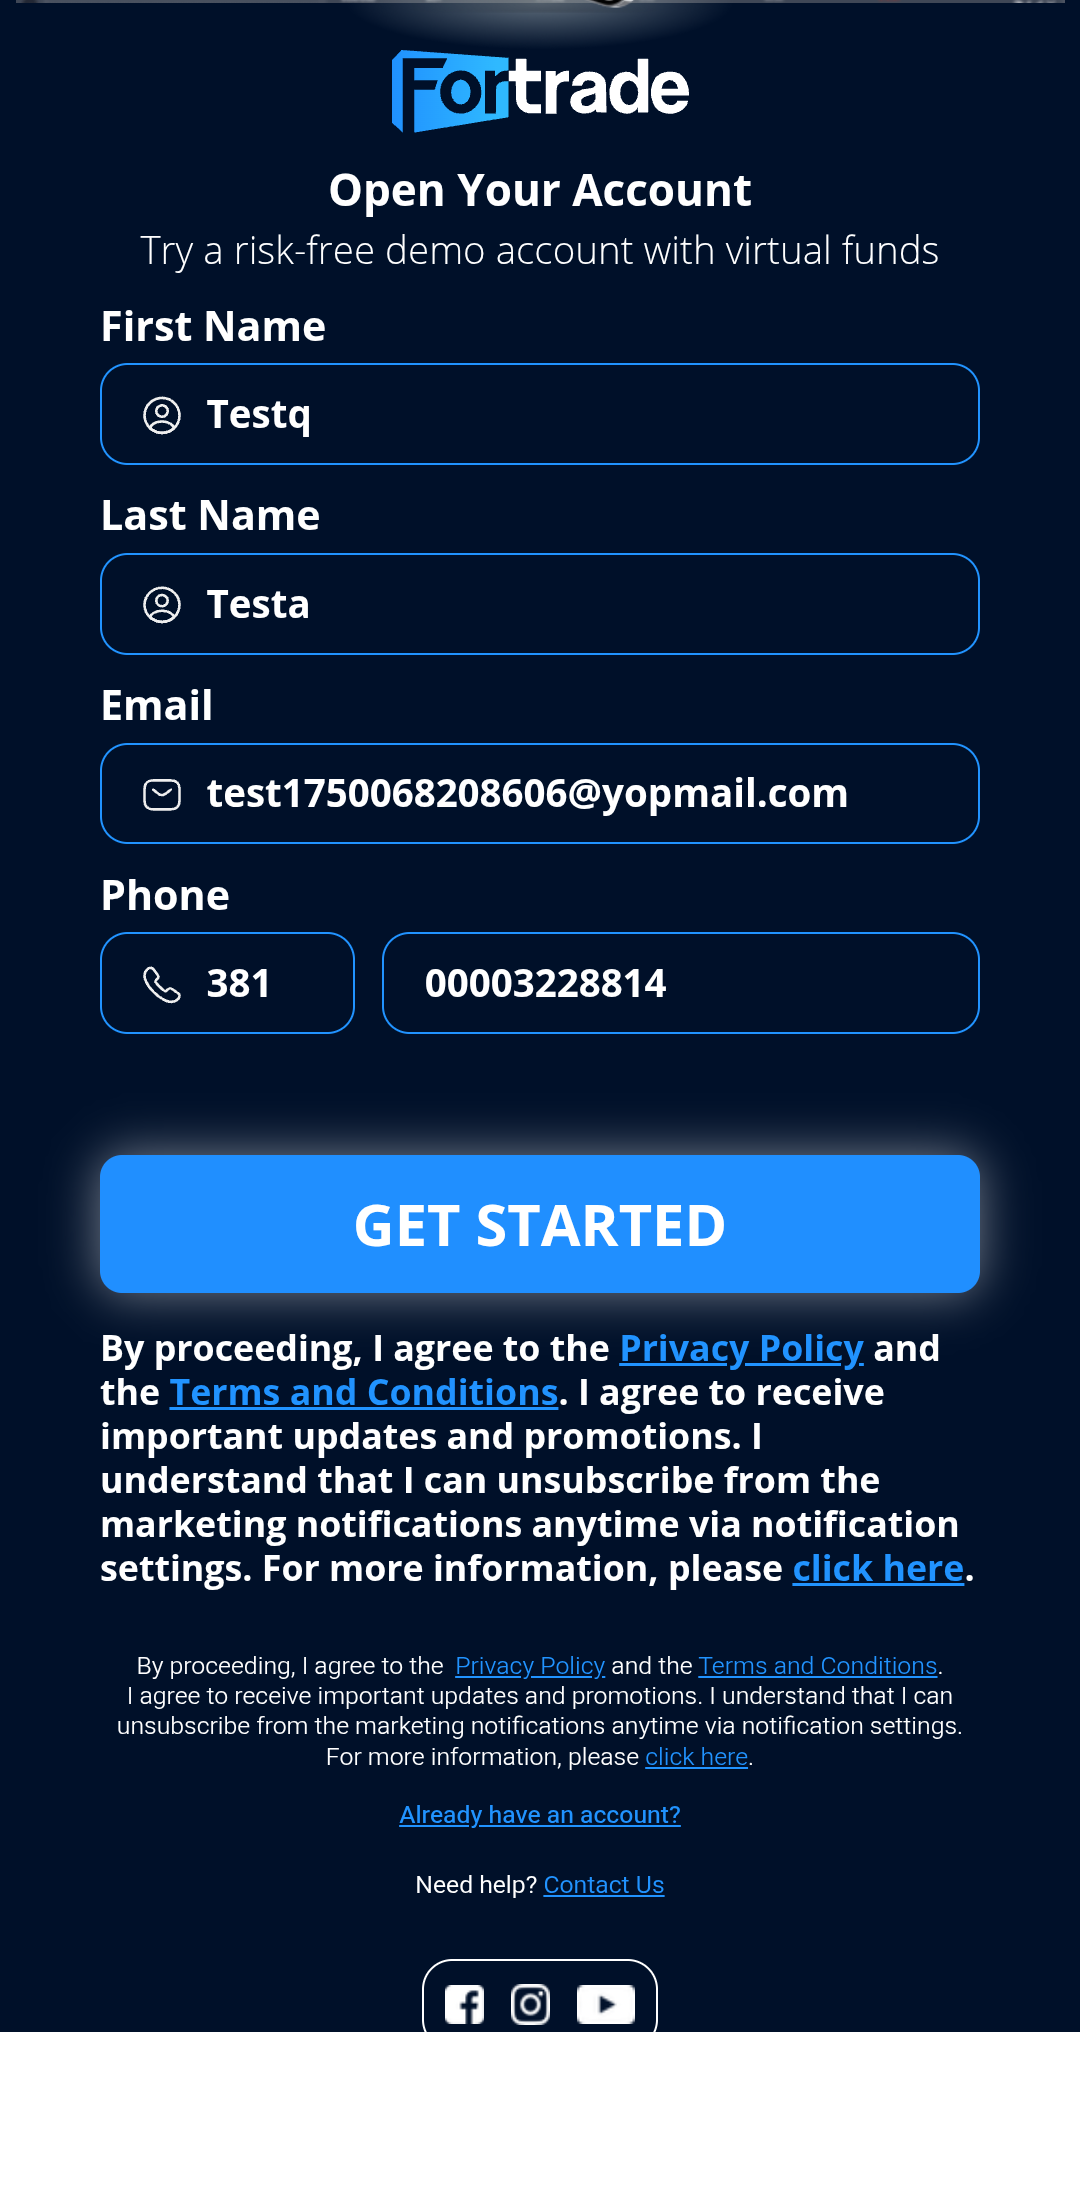 Fortrade
Open Your Account
Try a risk-free demo account with virtual funds
First Name
Testq
Last Name
Testa
Email
test1750068208606@yopmail.com
Phone
381 00003228814
GET STARTED
By proceeding, I agree to the Privacy Policy and
the Terms and Conditions. I agree to receive
important updates and promotions. I
understand that I can unsubscribe from the
marketing notifications anytime via notification
settings. For more information, please click here.
By proceeding, I agree to the Privacy Policy and the Terms and Conditions.
I agree to receive important updates and promotions. I understand that I can
unsubscribe from the marketing notifications anytime via notification settings.
For more information, please click here.
Already have an account?
Need help? Contact Us